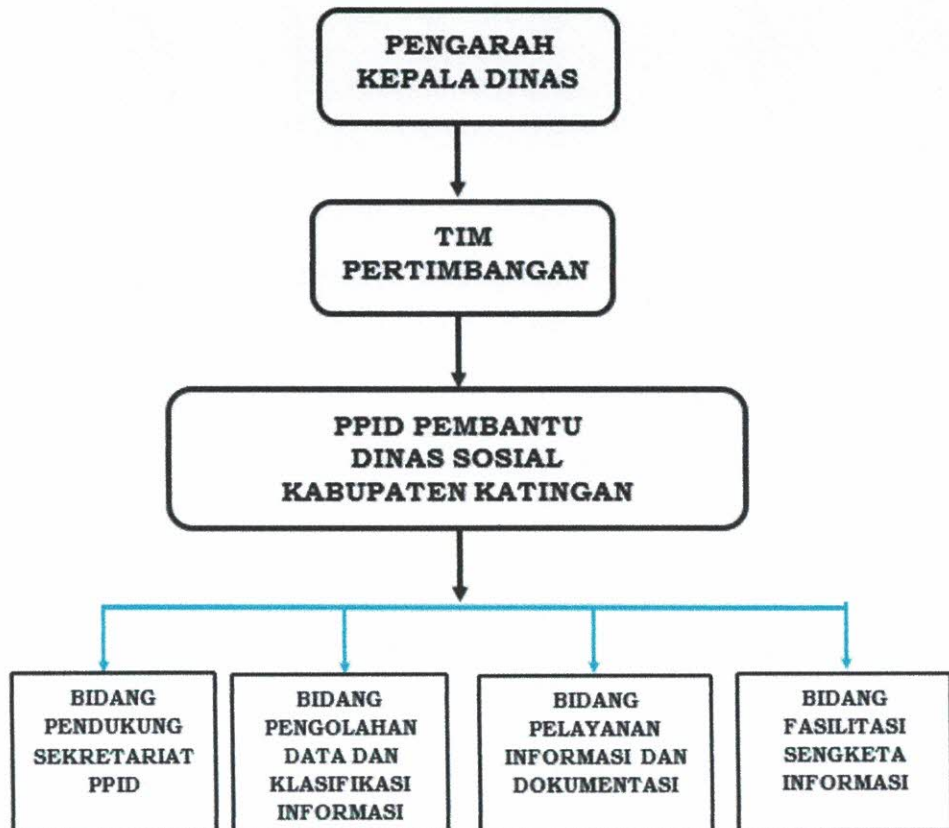 PENGARAH
KEPALA DINAS
TIM
PERTIMBANGAN
PPID PEMBANTU
DINAS SOSIAL
KABUPATEN KATINGAN
BIDANG
PENDUKUNG
SEKRETARIAT
PPID
BIDANG
PENGOLAHAN
DATA DAN
KLASIFIKASI
INFORMASI
BIDANG
PELAYANAN
INFORMASI DAN
DOKUMENTASI
BIDANG
FASILITASI
SENGKETA
INFORMASI